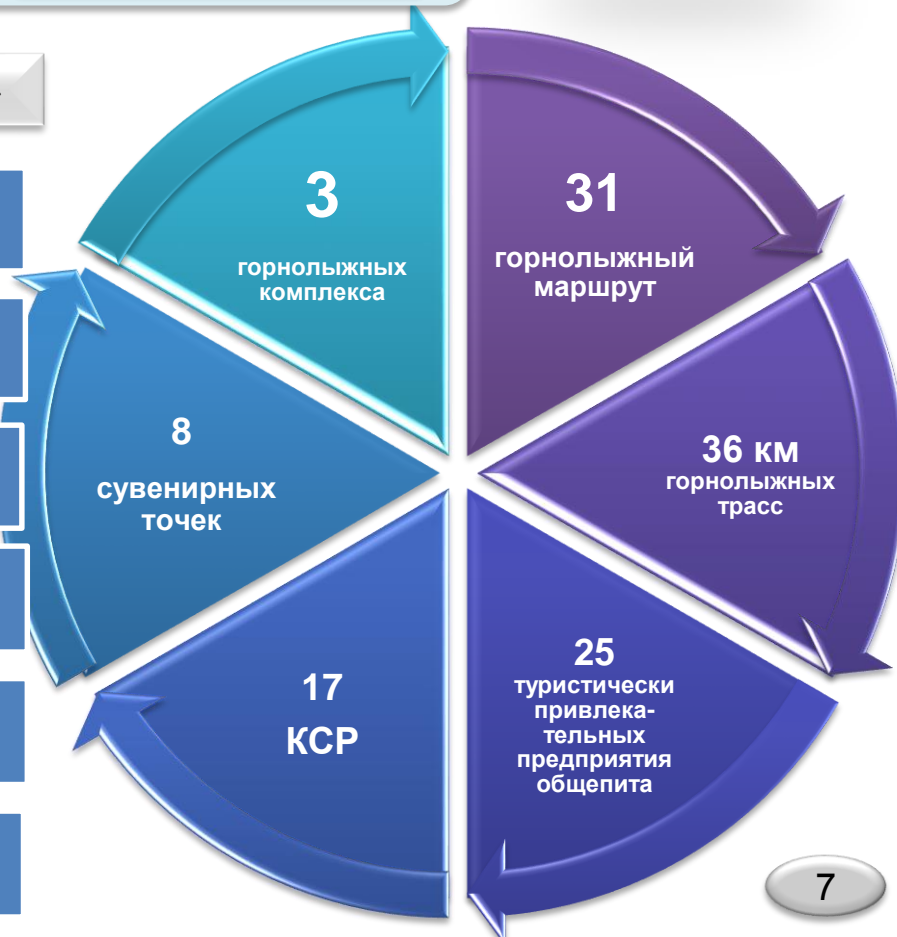 3
горнолыжных
комплекса
31
горнолыжный
маршрут
36 км
горнолыжных
трасс
25
туристически
привлека-
тельных
предприятия
общепита
17
КСР
8
сувенирных
точек
7